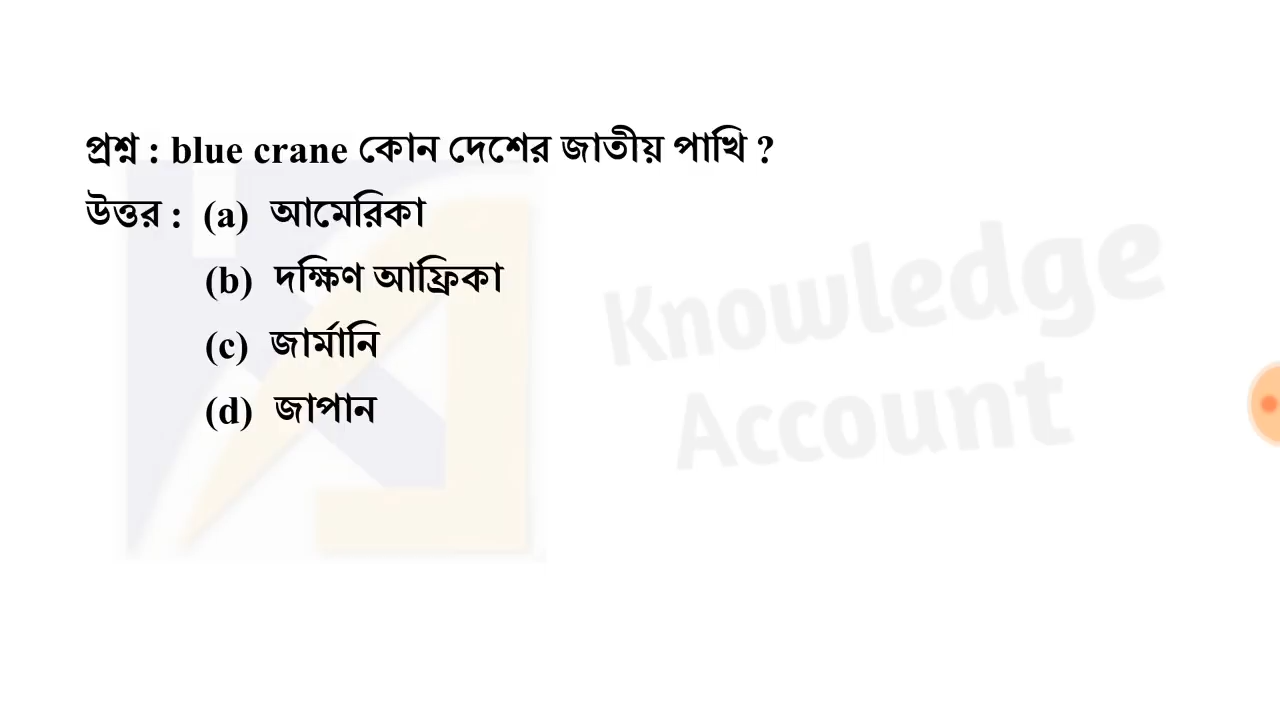 প্রশ্ন : blue crane কোন দেশের জাতীয় পাখি ?
উত্তর : (a) আমেরিকা
(b) দক্ষিণ আফ্রিকা
(c) জার্মানি
(d) জাপান
Knowledge
Account